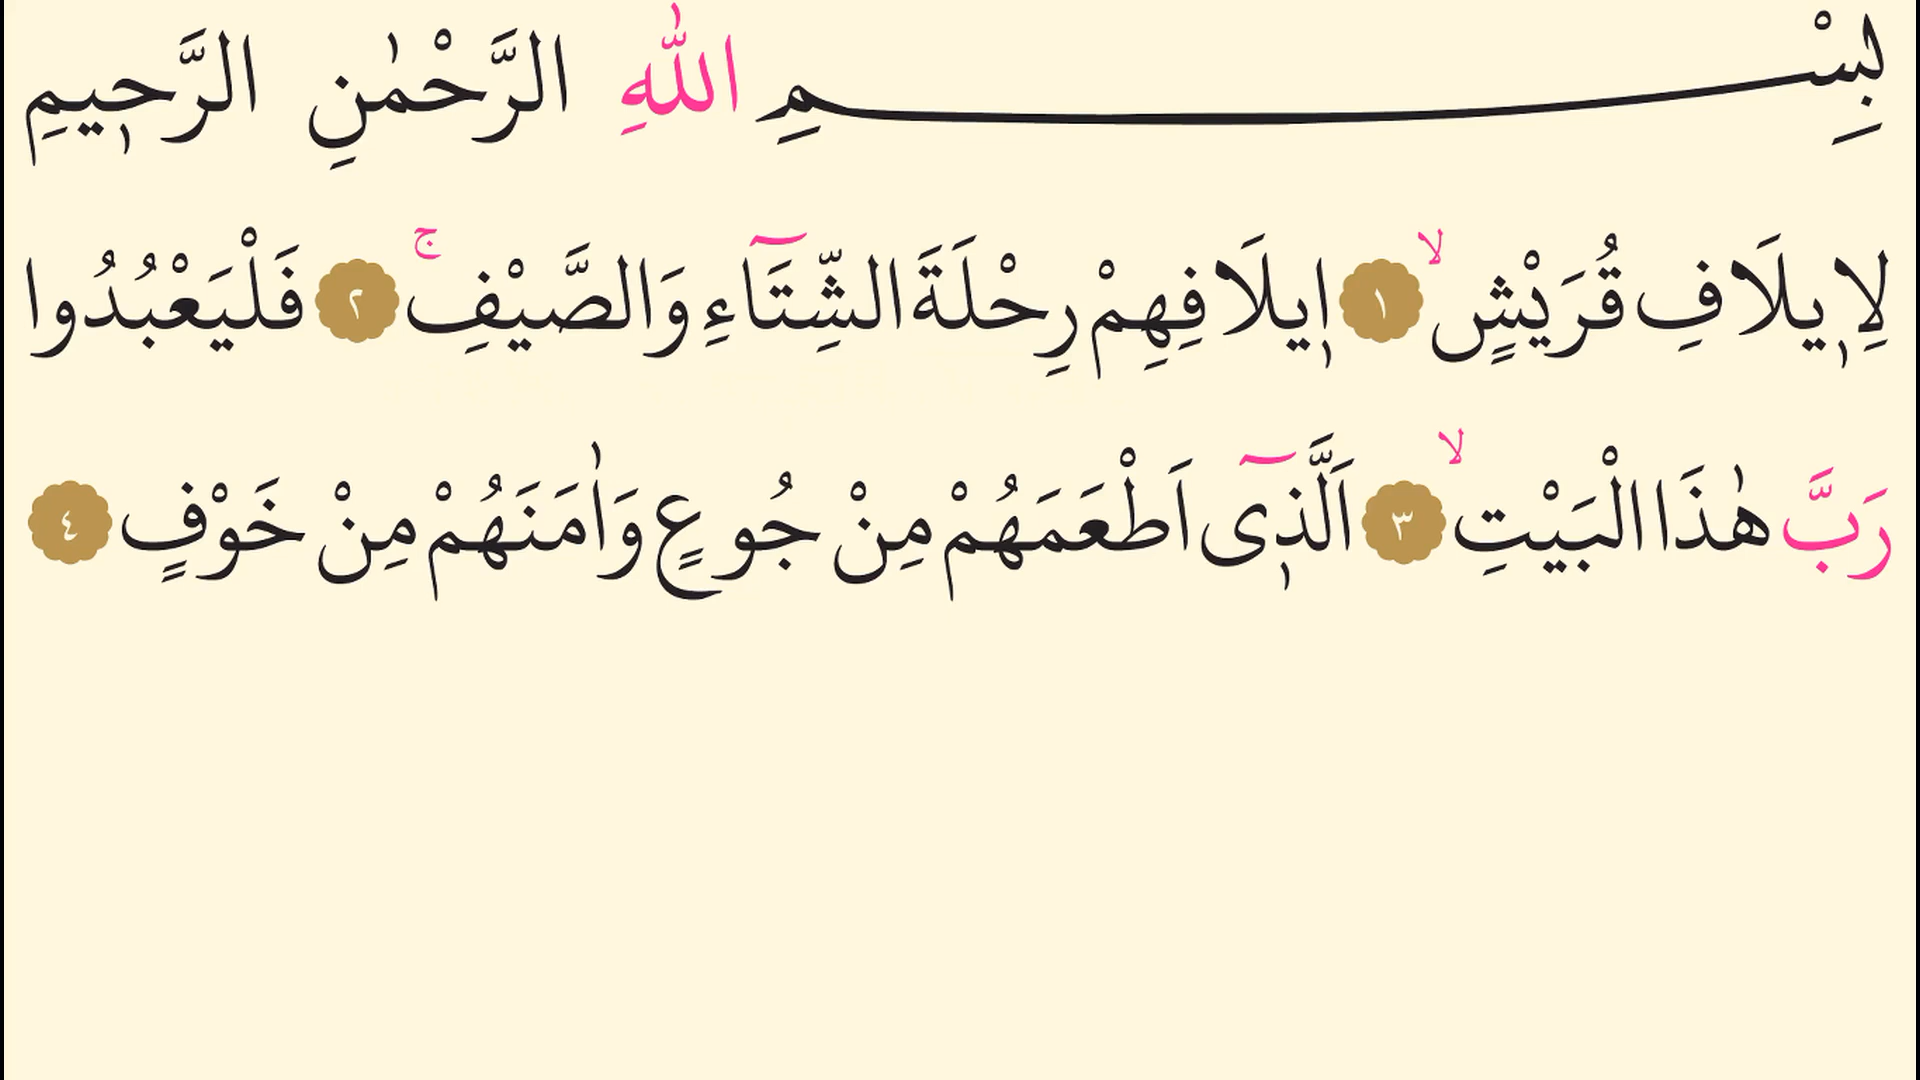 بِسْمِ اللّٰهِ الرَّحْمٰنِ الرَّحٖيمِ
لِاٖيلَافِ قُرَيْشٍۙ ١ اٖيلَافِهِمْ رِحْلَةَ الشِّتَٓاءِ وَالصَّيْفِۚ ٢ فَلْيَعْبُدُوا
رَبَّ هٰذَا الْبَيْتِۙ ٣ اَلَّذٖٓى اَطْعَمَهُمْ مِنْ جُوعٍ وَاٰمَنَهُمْ مِنْ خَوْفٍ ٤